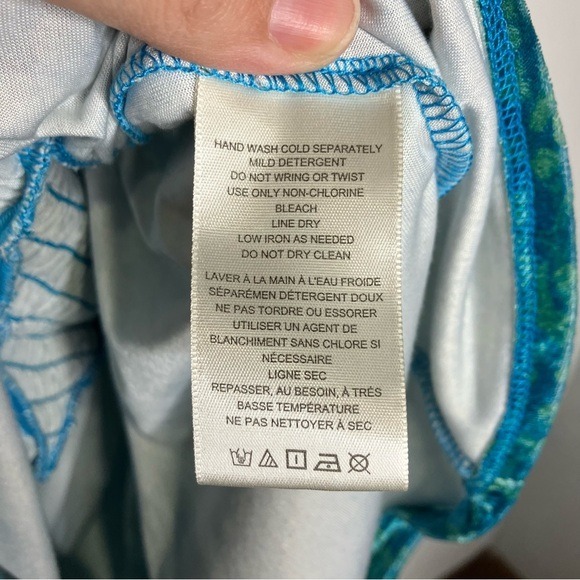 HAND WASH COLD SEPARATELY
MILD DETERGENT
DO NOT WRING OR TWIST
USE ONLY NON-CHLORINE
BLEACH
LINE DRY
LOW IRON AS NEEDED
DO NOT DRY CLEAN
LAVER À LA MAIN À L'EAU FROIDE
SÉPARÉMEN DÉTERGENT DOUX
NE PAS TORDRE OU ESSORER
UTILISER UN AGENT DE
BLANCHIMENT SANS CHLORE SI
NÉCESSAIRE
LIGNE SEC
REPASSER, AU BESOIN, À TRÉS
BASSE TEMPÉRATURE
NE PAS NETTOYER À SEC